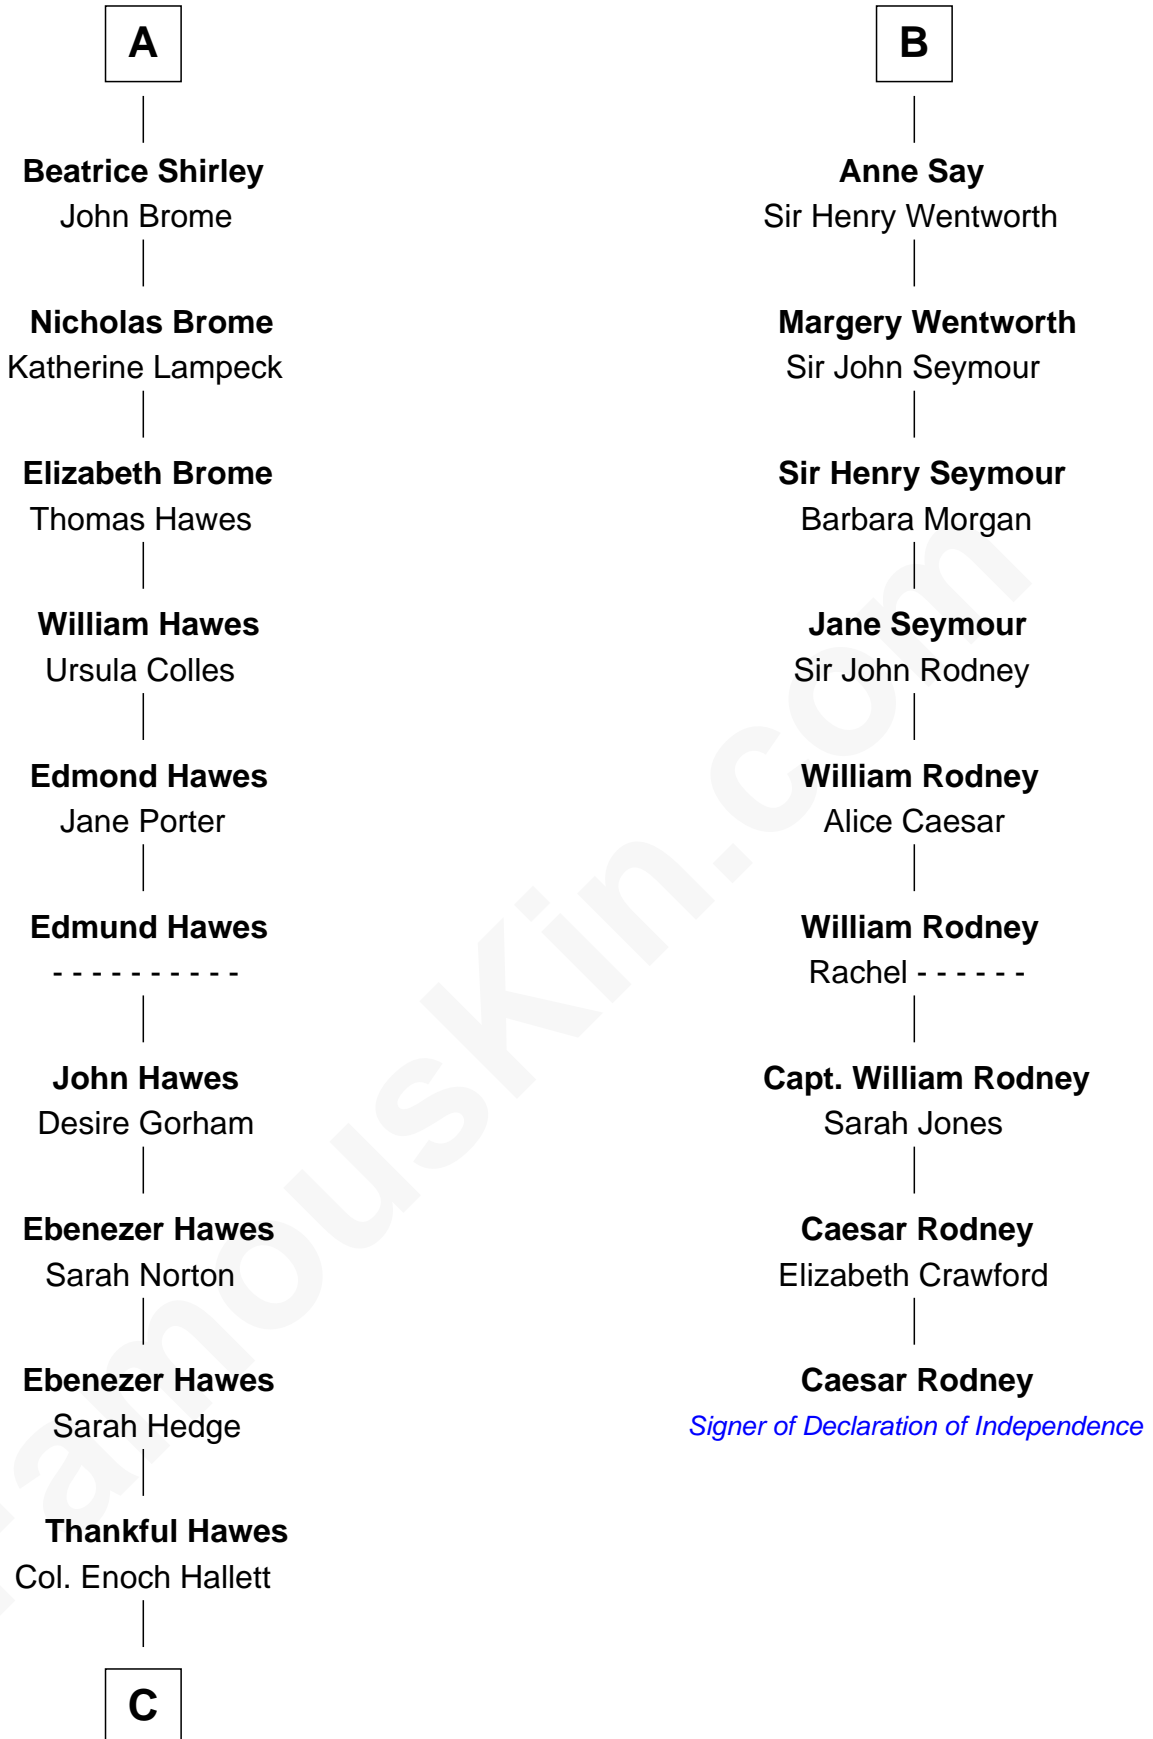 A
Beatrice Shirley
John Brome
Nicholas Brome
Katherine Lampeck
Elizabeth Brome
Thomas Hawes
William Hawes
Ursula Colles
Edmond Hawes
Jane Porter
Edmund Hawes
- - - - - - - - - -
John Hawes
Desire Gorham
Ebenezer Hawes
Sarah Norton
Ebenezer Hawes
Sarah Hedge
Thankful Hawes
Col. Enoch Hallett
C
B
Anne Say
Sir Henry Wentworth
Margery Wentworth
Sir John Seymour
Sir Henry Seymour
Barbara Morgan
Jane Seymour
Sir John Rodney
William Rodney
Alice Caesar
William Rodney
Rachel - - - - - -
Capt. William Rodney
Sarah Jones
Caesar Rodney
Elizabeth Crawford
Caesar Rodney
Signer of Declaration of Independence
FamousKin.com